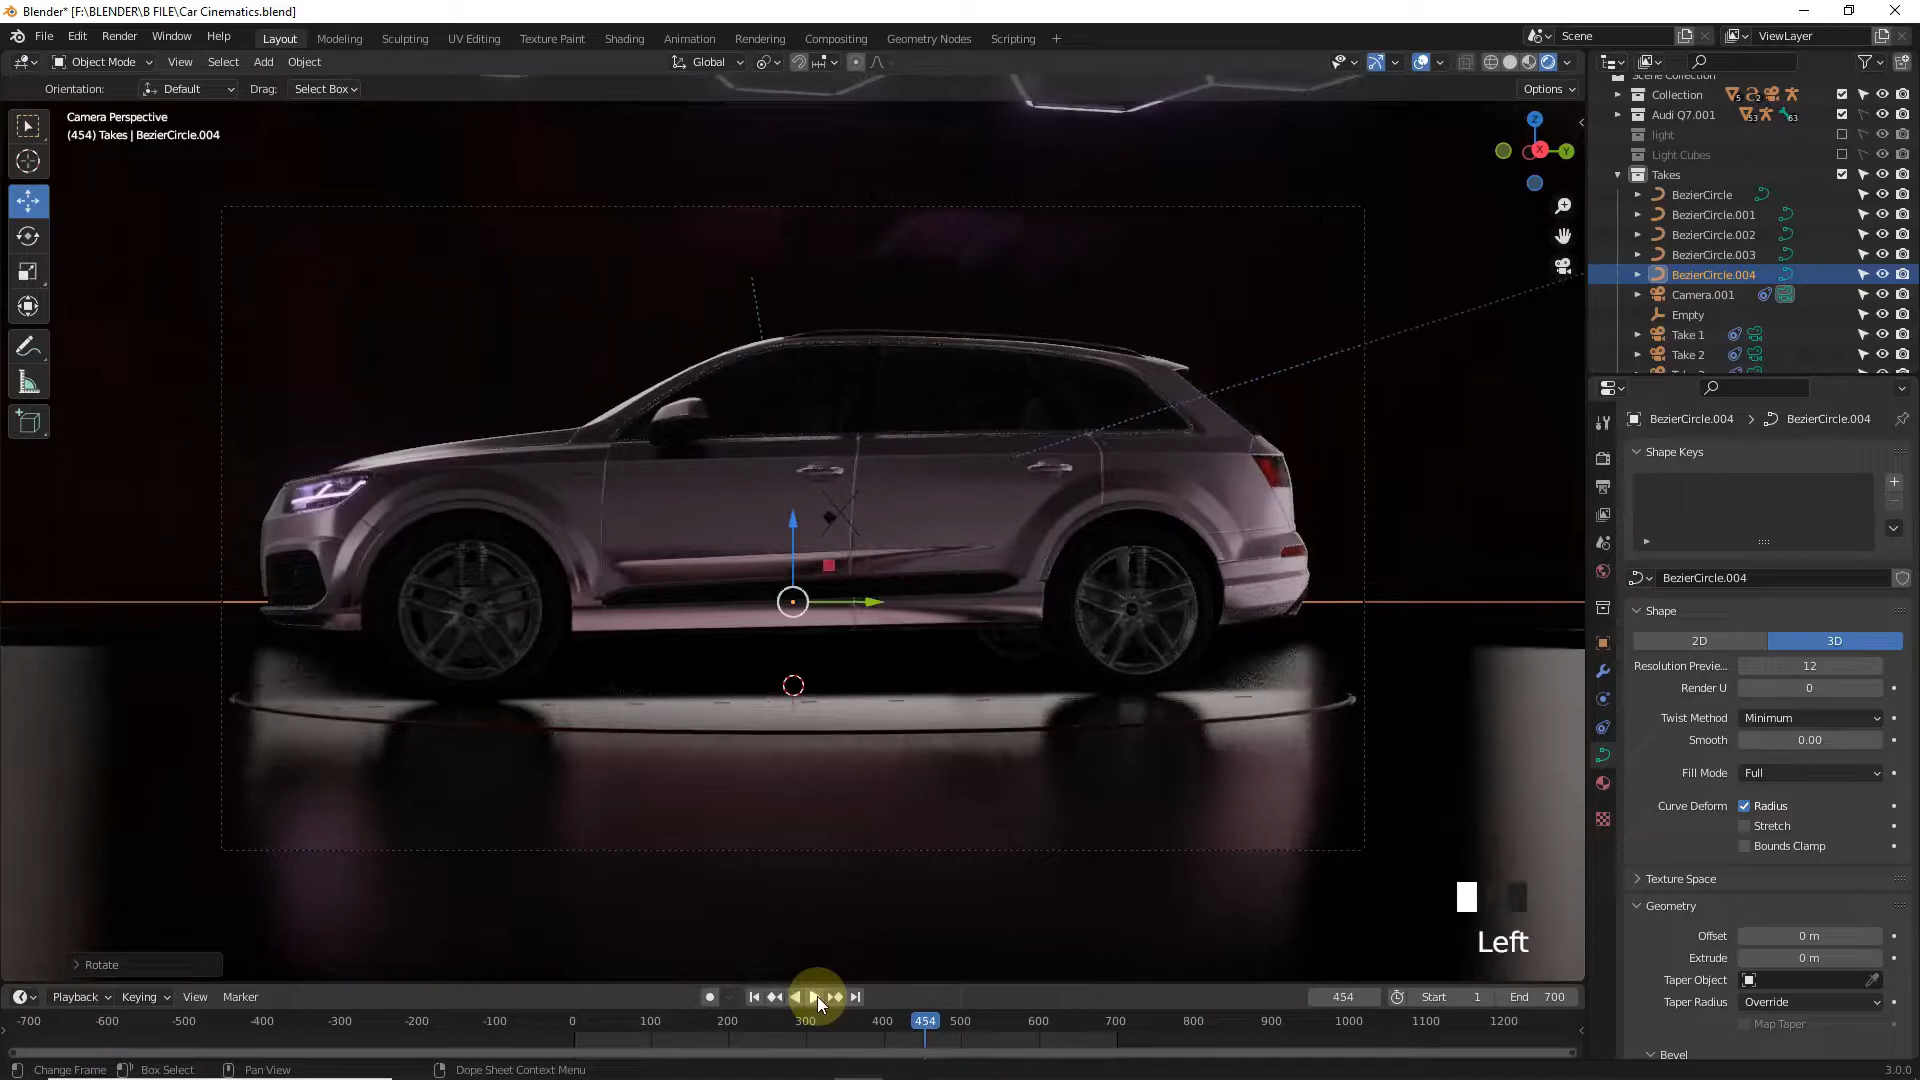 Blender* [F:\BLENDER\B FILE\Car Cinematics.blend]
File Edit Render Window Help Layout Modeling Sculpting UV Editing Texture Paint Shading Animation Rendering Compositing Geometry Nodes Scripting + Scene ViewLayer
Object Mode View Select Add Object Global
Orientation: Default Drag: Select Box Options
Camera Perspective
(454) Takes | BezierCircle.004
Z
Y
X
Scene Collection
Collection 5 2
Audi Q7.001 53 63
light
Light Cubes
Takes
BezierCircle
BezierCircle.001
BezierCircle.002
BezierCircle.003
BezierCircle.004
Camera.001
Empty
Take 1
Take 2
BezierCircle.004 > BezierCircle.004
Shape Keys
BezierCircle.004
Shape
2D 3D
Resolution Previe... 12
Render U 0
Twist Method Minimum
Smooth 0.00
Fill Mode Full
Curve Deform Radius
Stretch
Bounds Clamp
Texture Space
Geometry
Offset 0 m
Extrude 0 m
Taper Object
Taper Radius Override
Map Taper
Bevel
Left
Rotate
Playback Keying View Marker 454 Start 1 End 700
-700 -600 -500 -400 -300 -200 -100 0 100 200 300 400 454 500 600 700 800 900 1000 1100 1200
Change Frame Box Select Pan View Dope Sheet Context Menu 3.0.0